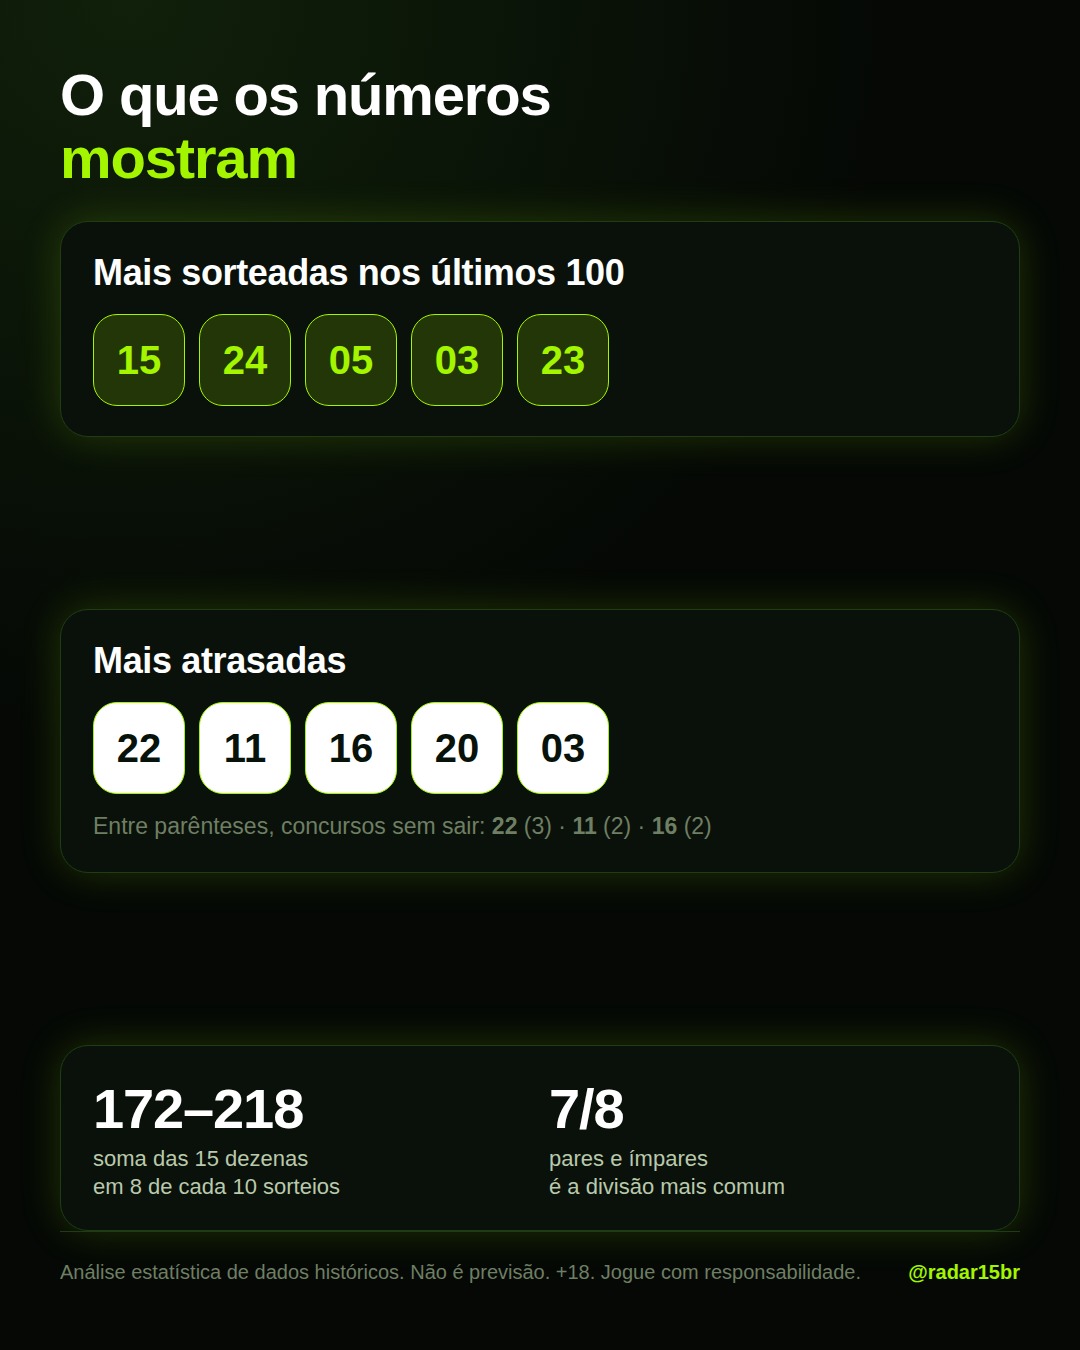 O que os números
mostram
Mais sorteadas nos últimos 100
15 24 05 03 23
Mais atrasadas
22 11 16 20 03
Entre parênteses, concursos sem sair: 22 (3) · 11 (2) · 16 (2)
172–218 7/8
soma das 15 dezenas pares e ímpares
em 8 de cada 10 sorteios é a divisão mais comum
Análise estatística de dados históricos. Não é previsão. +18. Jogue com responsabilidade. @radar15br